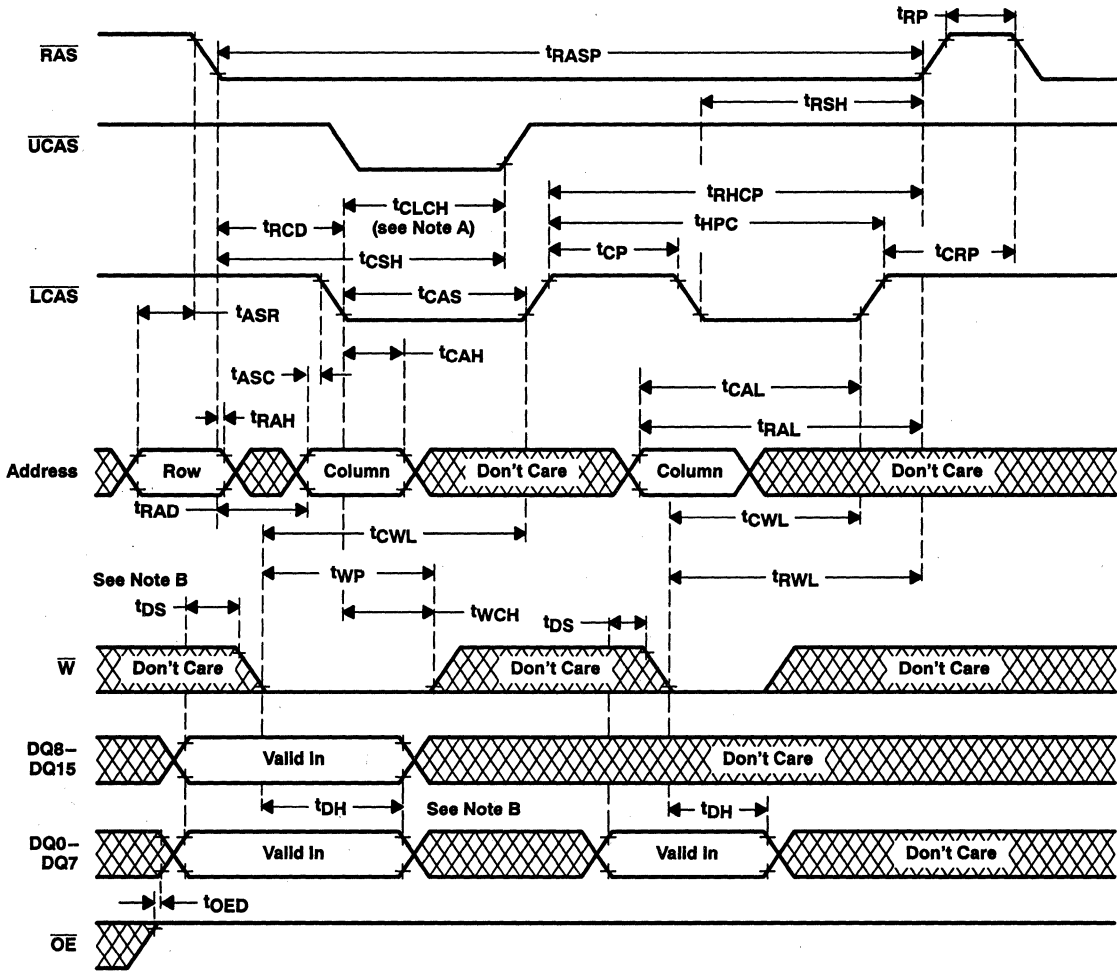 tRP
RAS
tRASP
tRSH
UCAS
tCLCH
(see Note A)
tRHCP
tRCD
tHPC
tCSH
tCP
tCRP
LCAS
tCAS
tASR
tCAH
tASC
tCAL
tRAH
tRAL
Address
Row
Column
Don't Care
Column
Don't Care
tRAD
tCWL
tCWL
tWP
tRWL
See Note B
tDS
tWCH
tDS
W
Don't Care
Don't Care
Don't Care
DQ8–
DQ15
Valid In
Don't Care
tDH
See Note B
tDH
DQ0–
DQ7
Valid In
Valid In
Don't Care
tOED
OE